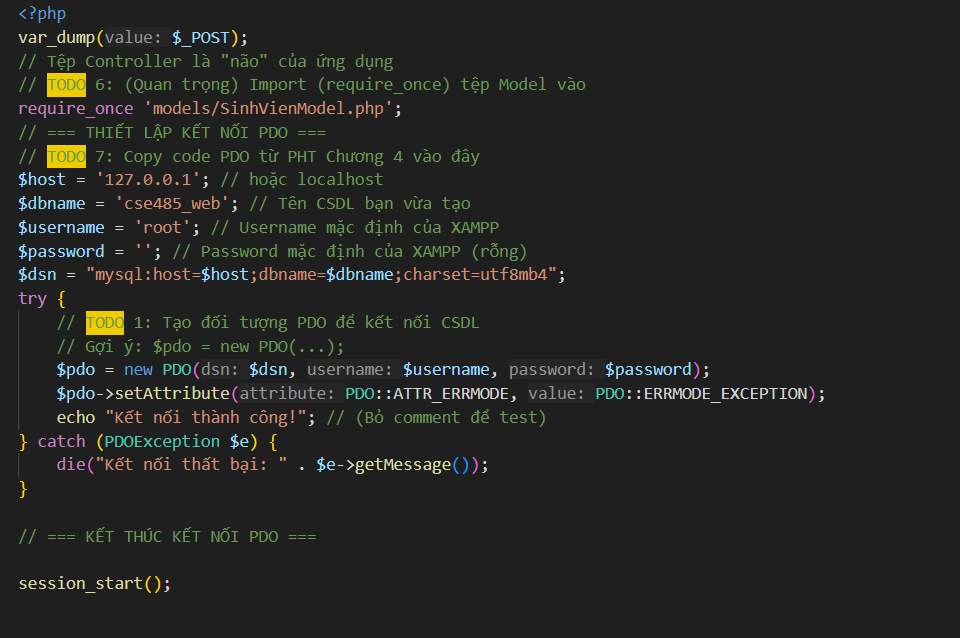 <?php
var_dump(value: $_POST);
// Tệp Controller là "não" của ứng dụng
// TODO 6: (Quan trọng) Import (require_once) tệp Model vào
require_once 'models/SinhVienModel.php';
// === THIẾT LẬP KẾT NỐI PDO ===
// TODO 7: Copy code PDO từ PHT Chương 4 vào đây
$host = '127.0.0.1'; // hoặc localhost
$dbname = 'cse485_web'; // Tên CSDL bạn vừa tạo
$username = 'root'; // Username mặc định của XAMPP
$password = ''; // Password mặc định của XAMPP (rỗng)
$dsn = "mysql:host=$host;dbname=$dbname;charset=utf8mb4";
try {
    // TODO 1: Tạo đối tượng PDO để kết nối CSDL
    // Gợi ý: $pdo = new PDO(...);
    $pdo = new PDO(dsn: $dsn, username: $username, password: $password);
    $pdo->setAttribute(attribute: PDO::ATTR_ERRMODE, value: PDO::ERRMODE_EXCEPTION);
    echo "Kết nối thành công!"; // (Bỏ comment để test)
} catch (PDOException $e) {
    die("Kết nối thất bại: " . $e->getMessage());
}
// === KẾT THÚC KẾT NỐI PDO ===
session_start();